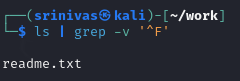 ┌──(srinivas㉿kali)-[~/work]
└─$ ls | grep -v '^F'
readme.txt